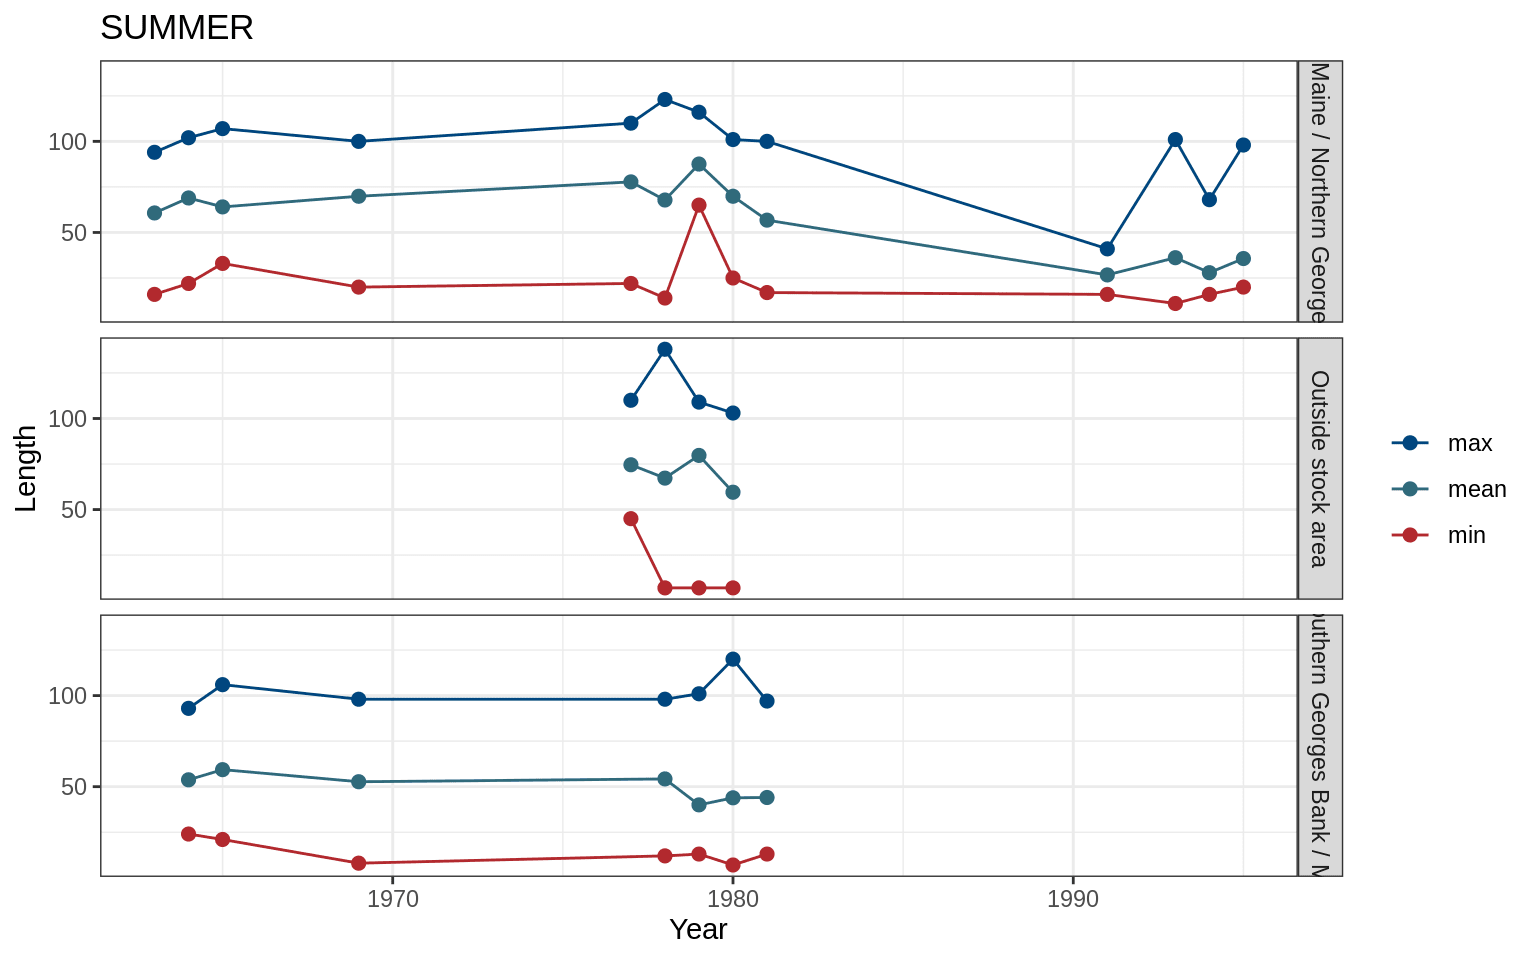 SUMMER
100
50
Maine / Northern George
100
50
Outside stock area
100
50
Georges Bank /
1970
1980
1990
Year
Length
max
mean
min